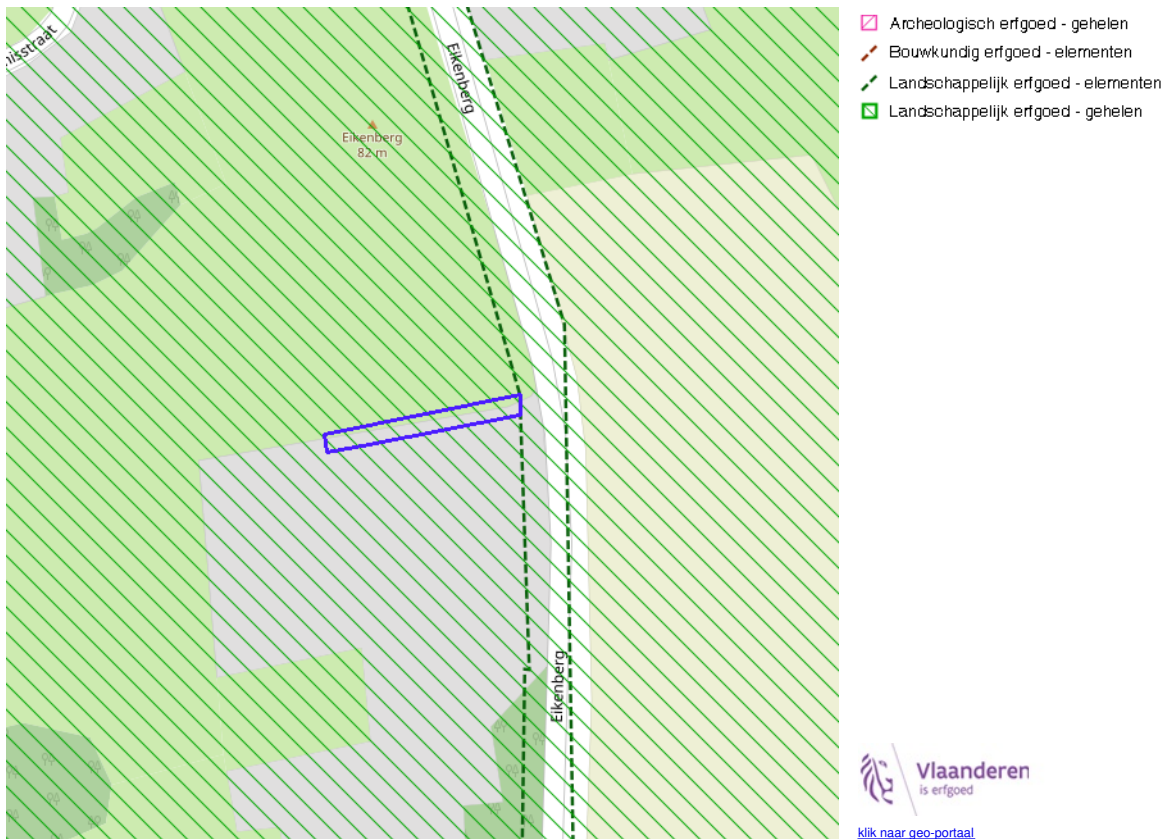 nisstraat
Eikenberg
Eikenberg
82 m
Eikenberg
Archeologisch erfgoed - gehelen
Bouwkundig erfgoed - elementen
Landschappelijk erfgoed - elementen
Landschappelijk erfgoed - gehelen
Vlaanderen
is erfgoed
klik naar geo-portaal